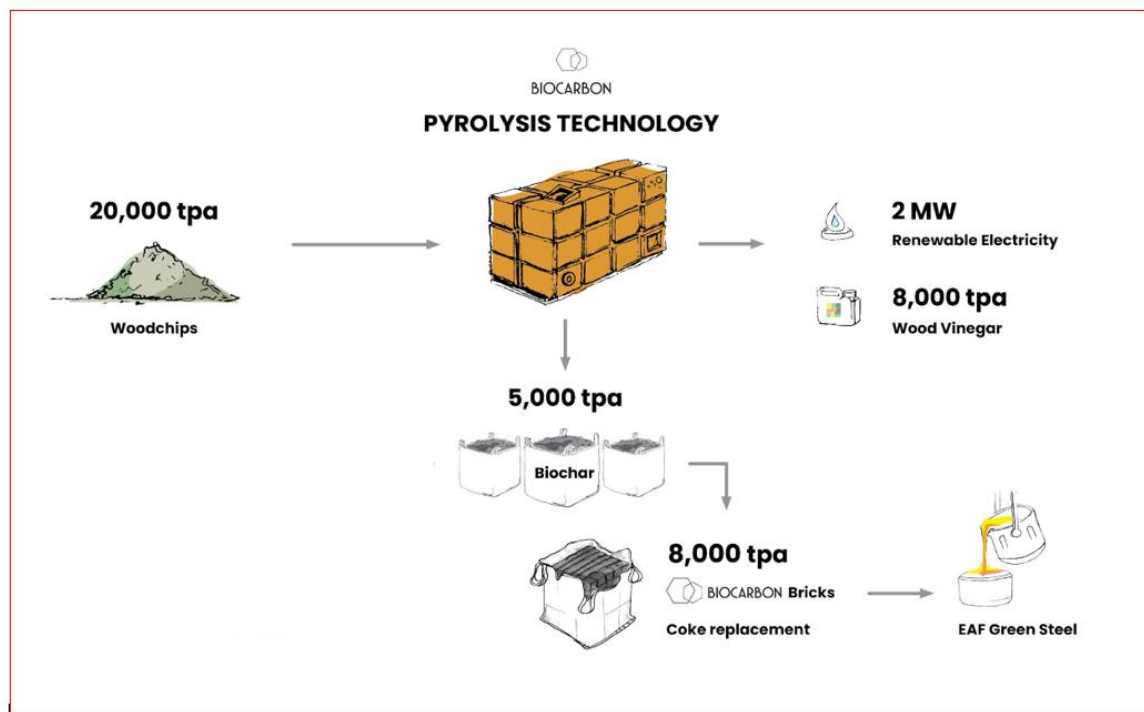 BIOCARBON
PYROLYSIS TECHNOLOGY
20,000 tpa
Woodchips
2 MW
Renewable Electricity
8,000 tpa
Wood Vinegar
5,000 tpa
Biochar
8,000 tpa
BIOCARBON Bricks
Coke replacement
EAF Green Steel